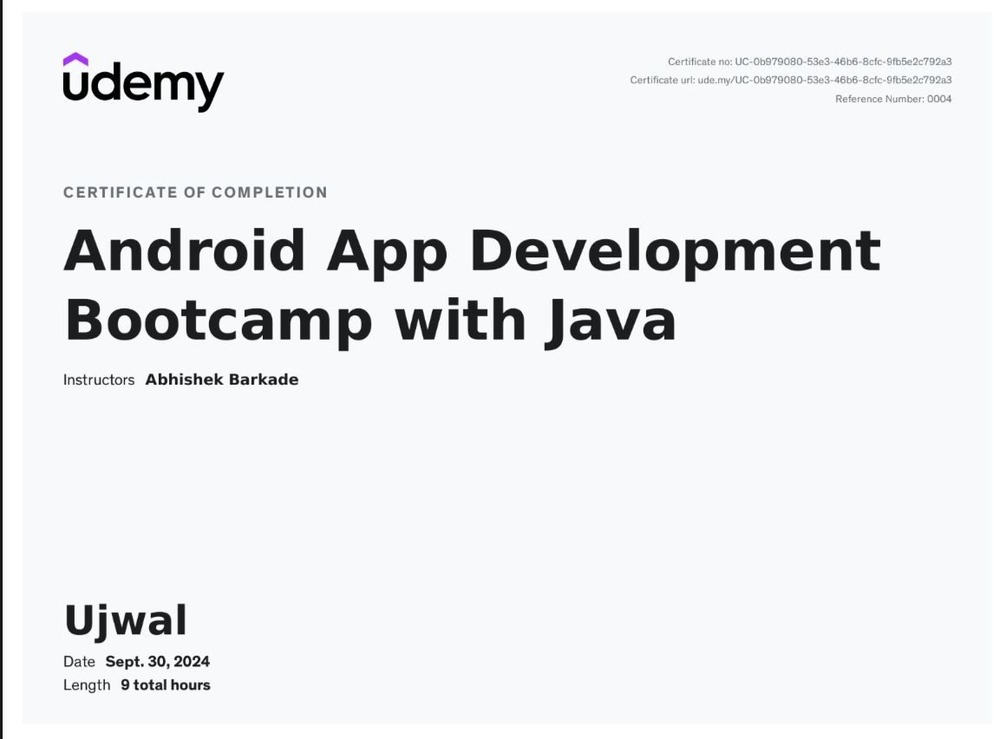 udemy
Certificate no: UC-0b979080-53e3-46b6-8cfc-9fb5e2c792a3
Certificate url: ude.my/UC-0b979080-53e3-46b6-8cfc-9fb5e2c792a3
Reference Number: 0004
CERTIFICATE OF COMPLETION
Android App Development
Bootcamp with Java
Instructors Abhishek Barkade
Ujwal
Date Sept. 30, 2024
Length 9 total hours